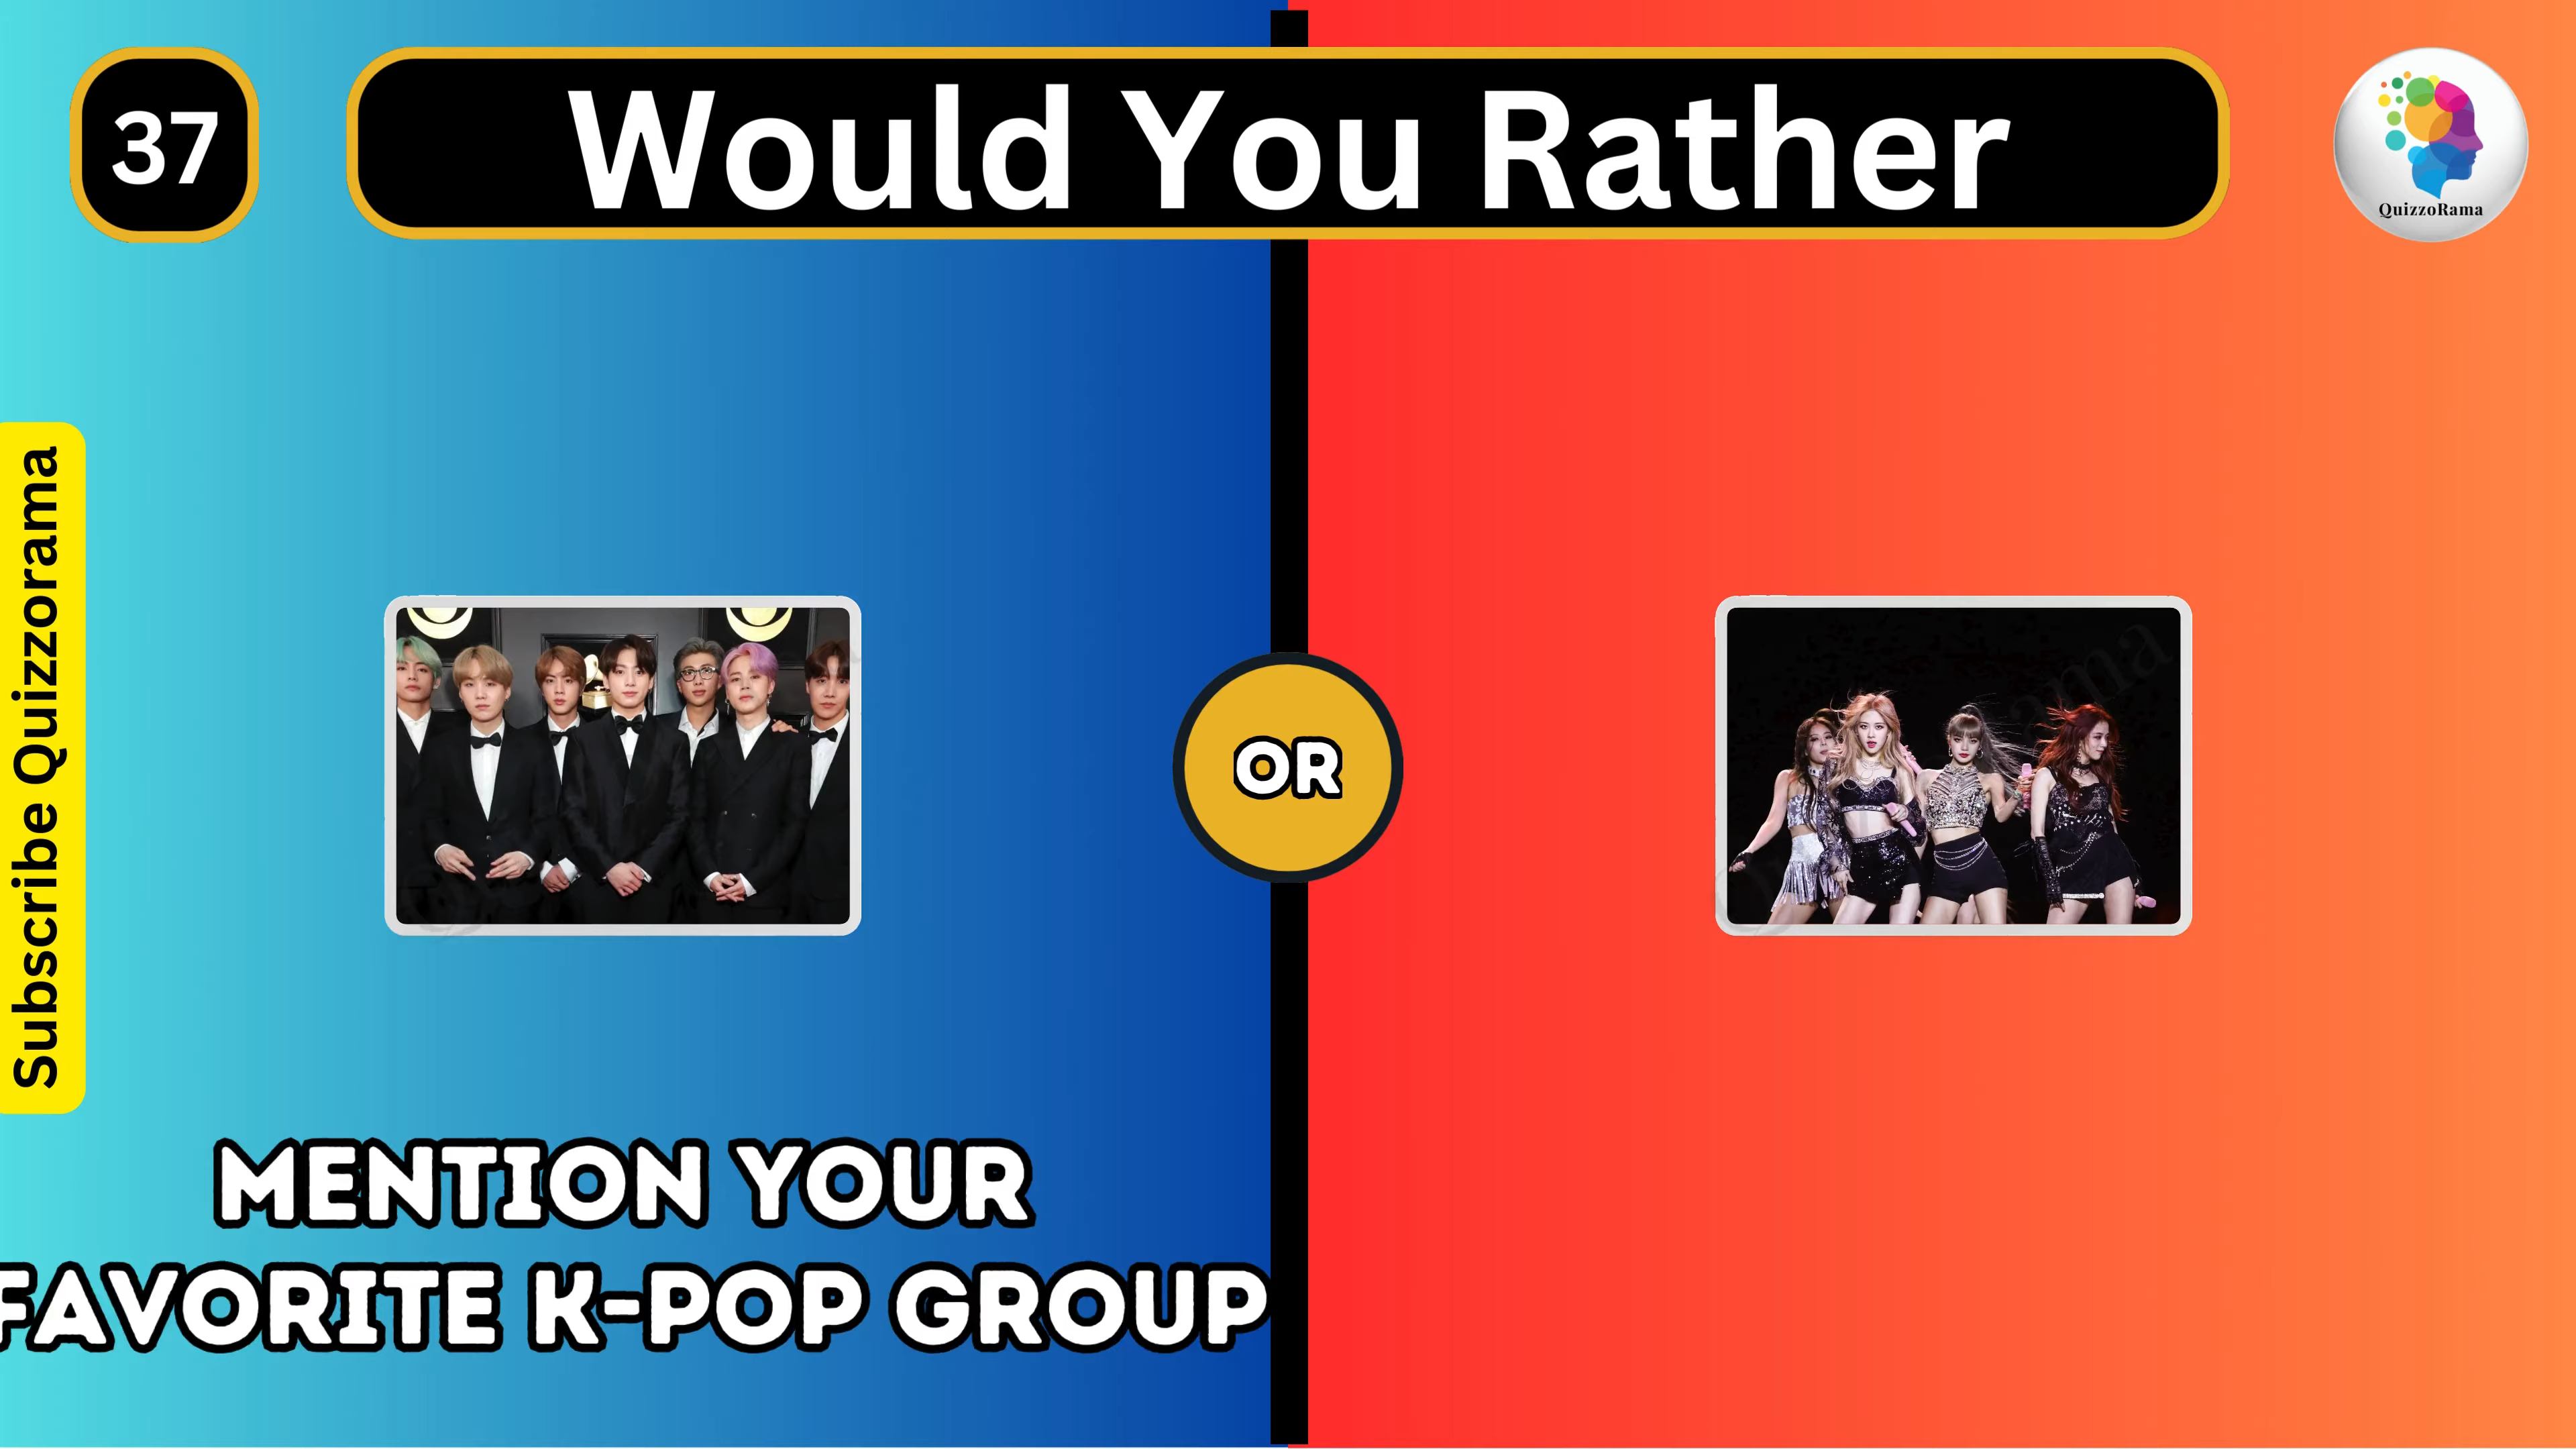 37
Would You Rather
QuizzoRama
Subscribe Quizzorama
OR
MENTION YOUR
FAVORITE K-POP GROUP